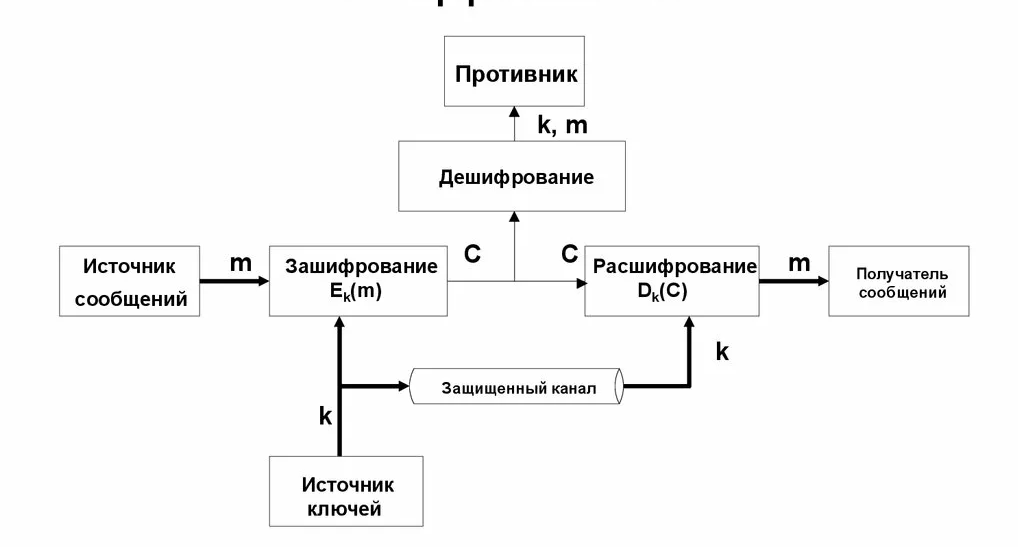 Противник
k, m
Дешифрование
Источник
сообщений
m
Зашифрование
Ek(m)
C
C
Расшифрование
Dk(C)
m
Получатель
сообщений
k
Защищенный канал
k
Источник
ключей